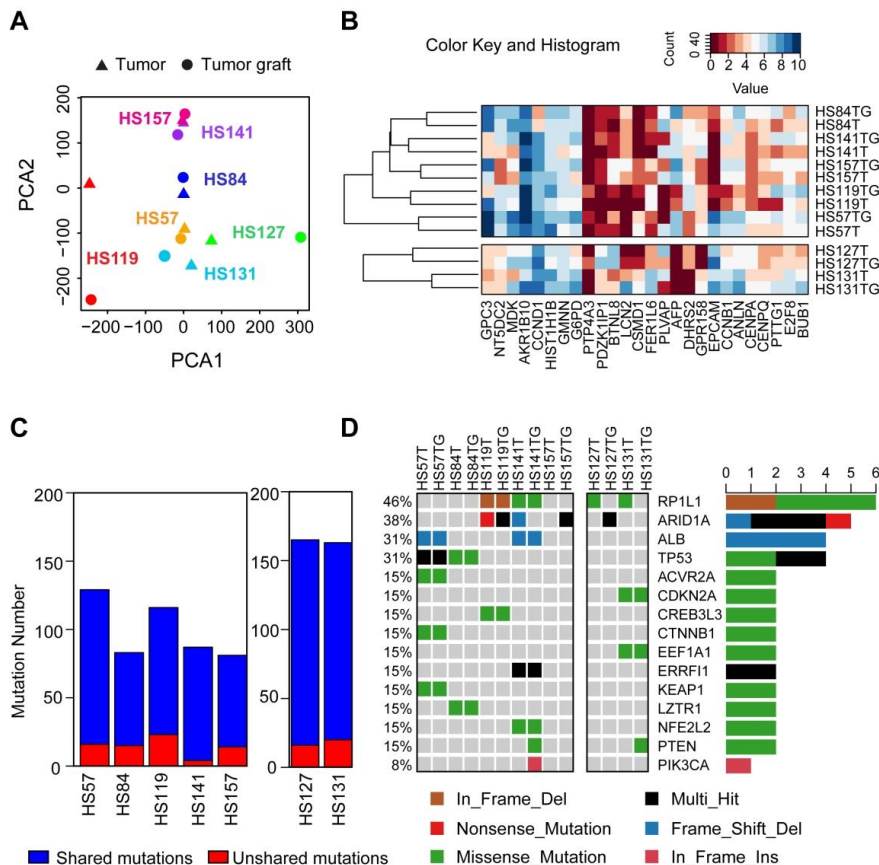 A
Tumor
Tumor graft
HS157
HS141
HS84
HS57
HS127
HS119
HS131
200
100
0
−100
−200
−200
−100
0
100
200
300
PCA2
PCA1
B
Color Key and Histogram
Count
0 40
0 2 4 6 8 10
Value
HS84TG
HS84T
HS141TG
HS141T
HS157TG
HS157T
HS119TG
HS119T
HS57TG
HS57T
HS127T
HS127TG
HS131T
HS131TG
GPC3
NT5DC2
MDK
AKR1B10
CCND1
HIST1H1B
GMNN
G6PD
PTP4A3
PDZK1IP1
BTNL8
LCN2
CSMD1
FER1L6
PLVAP
AFP
DHRS2
GPR158
EPCAM
CCNB1
ANLN
CENPA
CENPQ
PTTG1
E2F8
BUB1
C
200
150
100
50
0
200
150
100
50
0
Mutation Number
HS57
HS84
HS119
HS141
HS157
HS127
HS131
Shared mutations
Unshared mutations
D
HS57T
HS57TG
HS84T
HS84TG
HS119T
HS119TG
HS141T
HS141TG
HS157T
HS157TG
HS127T
HS127TG
HS131T
HS131TG
0 1 2 3 4 5 6
46% RP1L1
38% ARID1A
31% ALB
31% TP53
15% ACVR2A
15% CDKN2A
15% CREB3L3
15% CTNNB1
15% EEF1A1
15% ERRFI1
15% KEAP1
15% LZTR1
15% NFE2L2
15% PTEN
8% PIK3CA
In_Frame_Del
Multi_Hit
Nonsense_Mutation
Frame_Shift_Del
Missense_Mutation
In_Frame_Ins